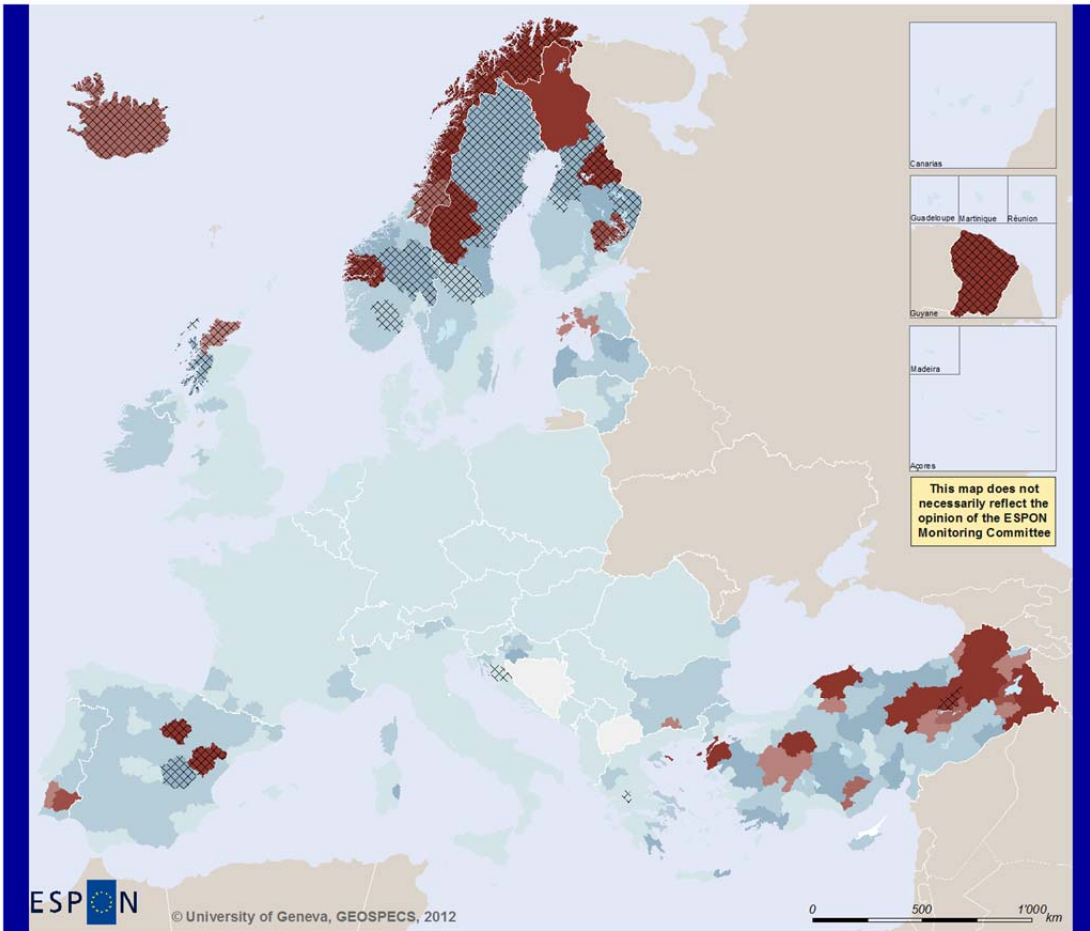 Canarias
Guadeloupe
Martinique
Réunion
Guyane
Madeira
Açores
This map does not
necessarily reflect the
opinion of the ESPON
Monitoring Committee
ESPON
© University of Geneva, GEOSPECS, 2012
0
500
1'000
km